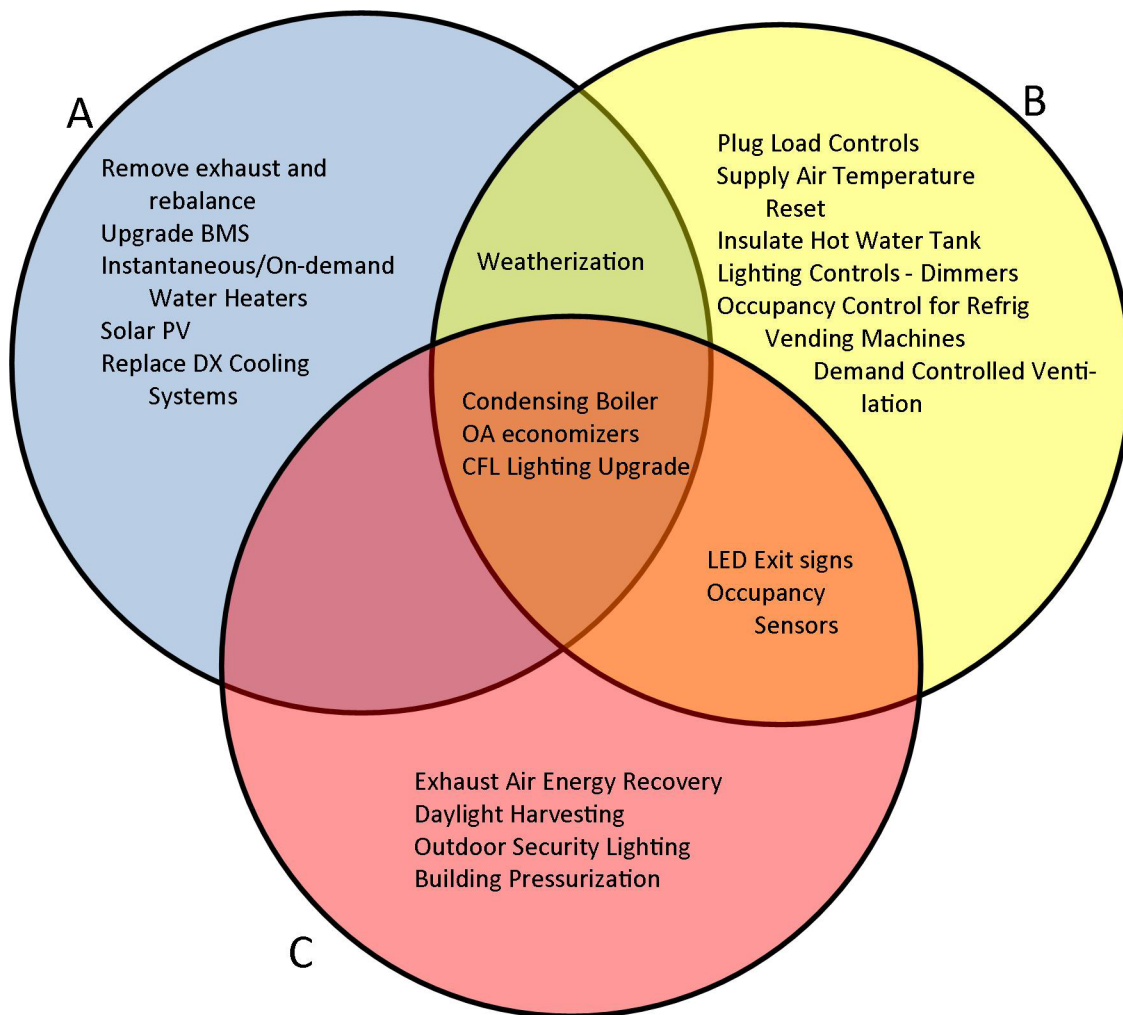 A
Remove exhaust and
rebalance
Upgrade BMS
Instantaneous/On-demand
Water Heaters
Solar PV
Replace DX Cooling
Systems
B
Plug Load Controls
Supply Air Temperature
Reset
Insulate Hot Water Tank
Lighting Controls - Dimmers
Occupancy Control for Refrig
Vending Machines
Demand Controlled Venti-
lation
Weatherization
Condensing Boiler
OA economizers
CFL Lighting Upgrade
LED Exit signs
Occupancy
Sensors
Exhaust Air Energy Recovery
Daylight Harvesting
Outdoor Security Lighting
Building Pressurization
C